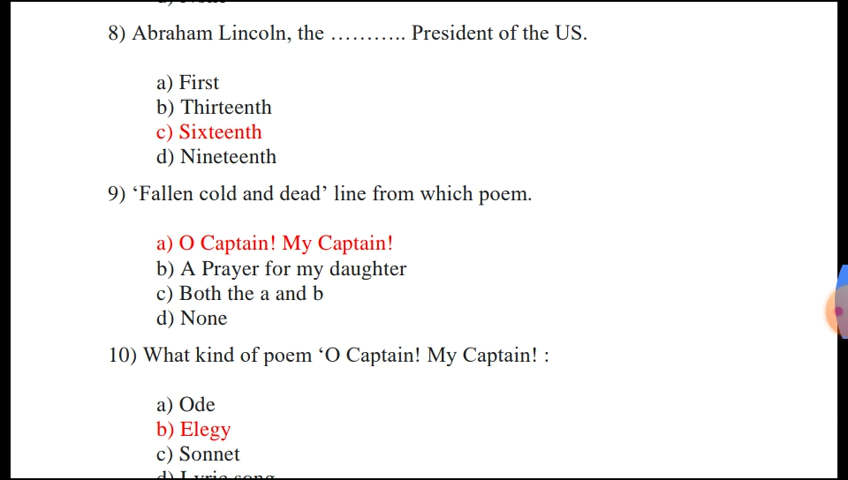 8) Abraham Lincoln, the ……….. President of the US.
a) First
b) Thirteenth
c) Sixteenth
d) Nineteenth
9) ‘Fallen cold and dead’ line from which poem.
a) O Captain! My Captain!
b) A Prayer for my daughter
c) Both the a and b
d) None
10) What kind of poem ‘O Captain! My Captain! :
a) Ode
b) Elegy
c) Sonnet
d) Lyric song